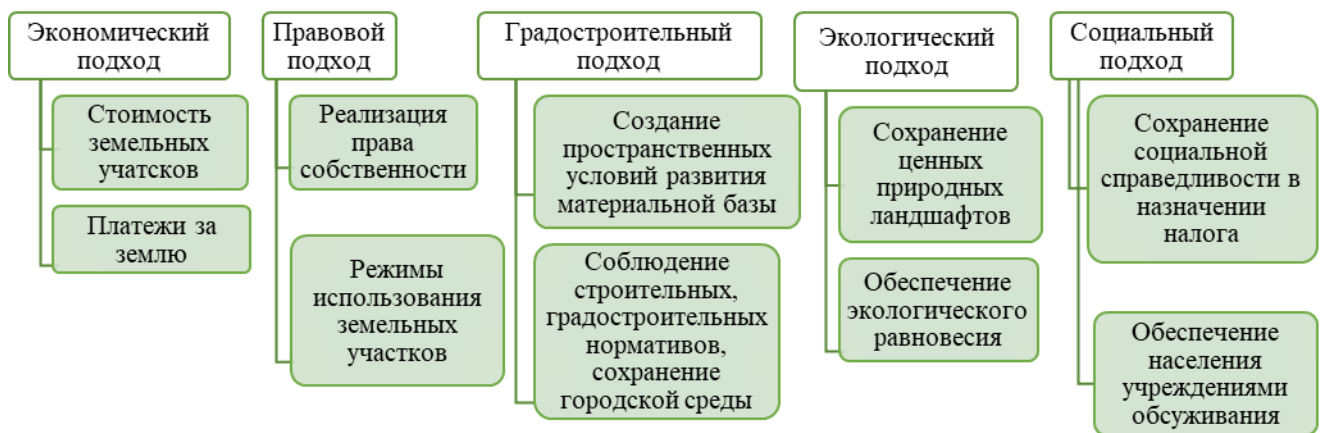 Экономический
подход
Стоимость
земельных
учатсков
Платежи за
землю
Правовой
подход
Реализация
права
собственности
Режимы
использования
земельных
участков
Градостроительный
подход
Создание
пространственных
условий развития
материальной базы
Соблюдение
строительных,
градостроительных
нормативов,
сохранение
городской среды
Экологический
подход
Сохранение
ценных
природных
ландшафтов
Обеспечение
экологического
равновесия
Социальный
подход
Сохранение
социальной
справедливости в
назначении
налога
Обеспечение
населения
учреждениями
обсуживания